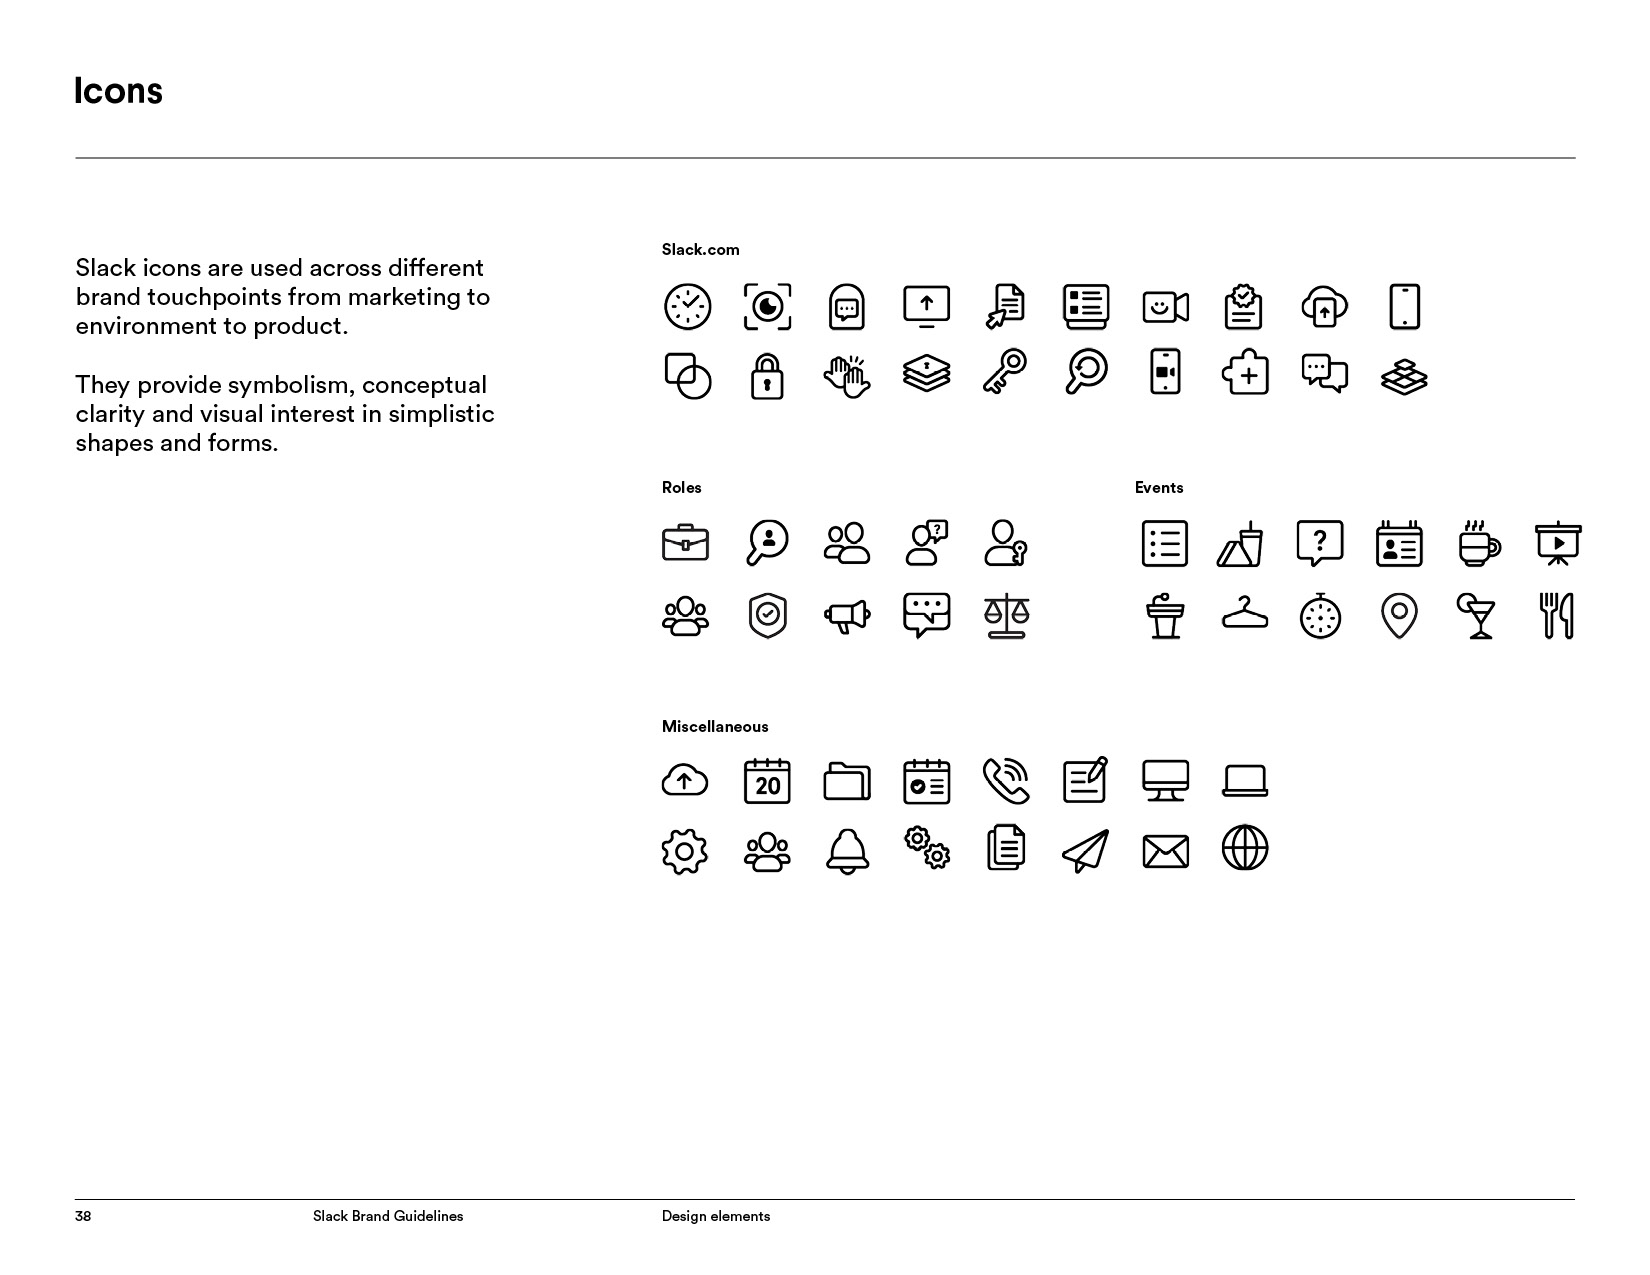 Icons
Slack icons are used across different
brand touchpoints from marketing to
environment to product.
They provide symbolism, conceptual
clarity and visual interest in simplistic
shapes and forms.
Slack.com
Roles
Events
?
?
Miscellaneous
20
38
Slack Brand Guidelines
Design elements